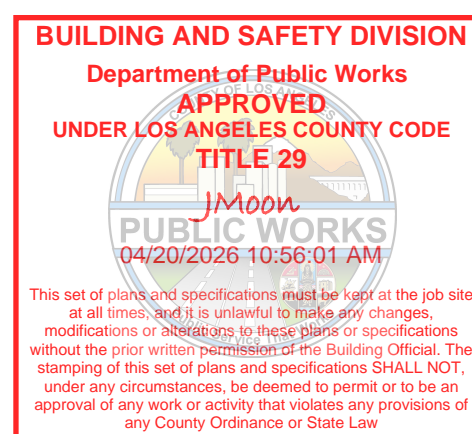 BUILDING AND SAFETY DIVISION
Department of Public Works
COUNTY OF LOS ANGELES
APPROVED
UNDER LOS ANGELES COUNTY CODE
TITLE 29
JMoon
PUBLIC WORKS
04/20/2026 10:56:01 AM
This set of plans and specifications must be kept at the job site
at all times, and it is unlawful to make any changes,
modifications or alterations to these plans or specifications
without the prior written permission of the Building Official. The
stamping of this set of plans and specifications SHALL NOT,
under any circumstances, be deemed to permit or to be an
approval of any work or activity that violates any provisions of
any County Ordinance or State Law